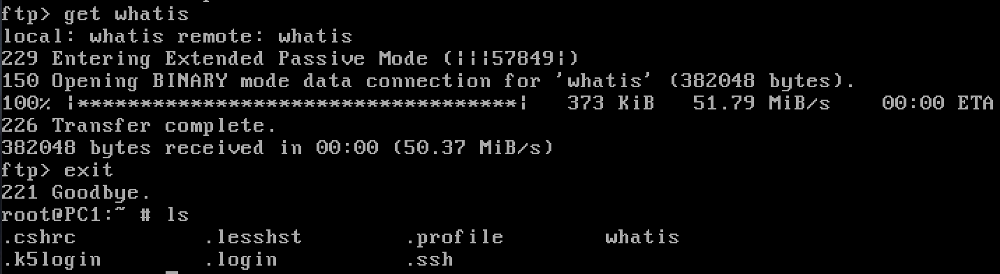 ftp> get whatis
local: whatis remote: whatis
229 Entering Extended Passive Mode (|||57849|)
150 Opening BINARY mode data connection for 'whatis' (382048 bytes).
100% |***********************************|   373 KiB   51.79 MiB/s    00:00 ETA
226 Transfer complete.
382048 bytes received in 00:00 (50.37 MiB/s)
ftp> exit
221 Goodbye.
root@PC1:~ # ls
.cshrc          .lesshst        .profile        whatis
.k5login        .login          .ssh